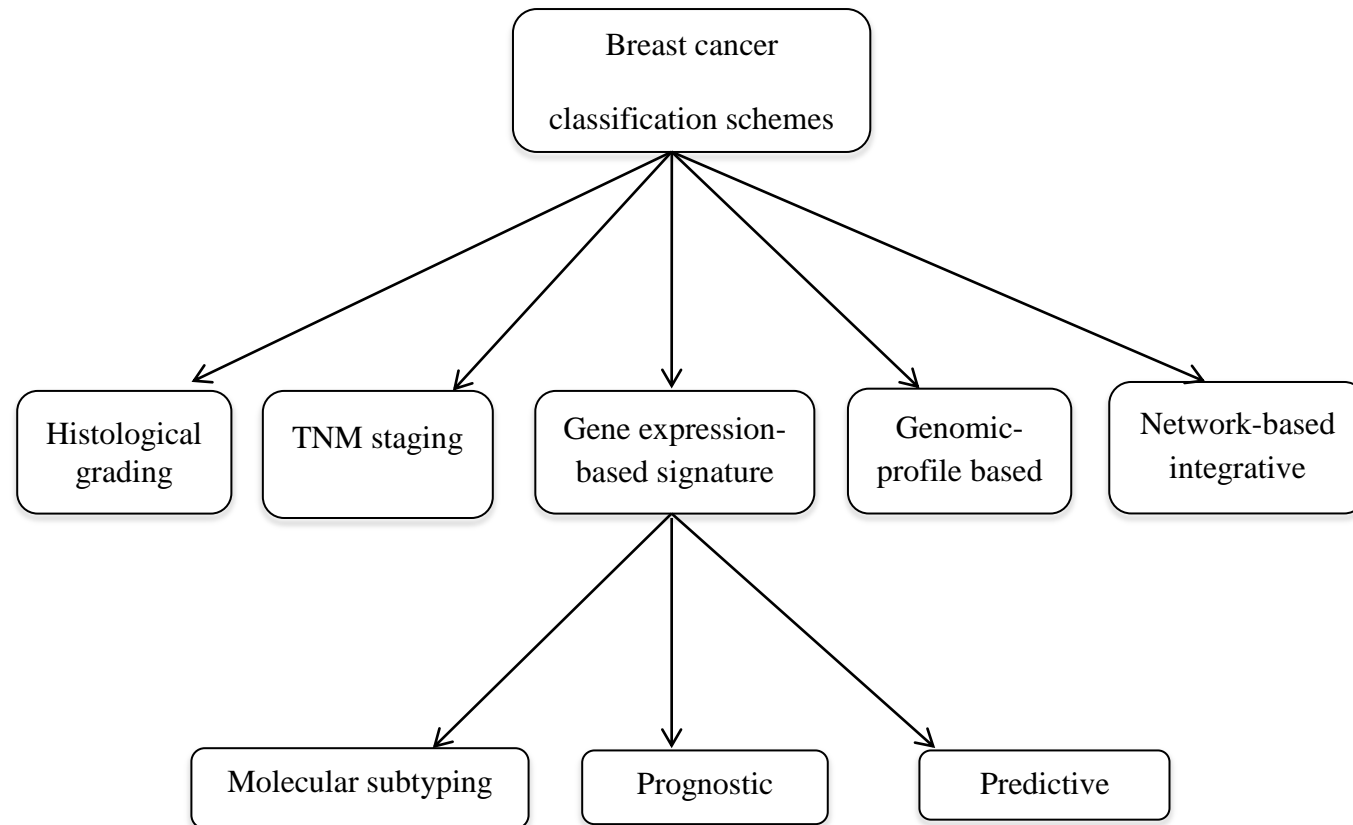 Breast cancer
classification schemes
Histological
grading
TNM staging
Gene expression-
based signature
Genomic-
profile based
Network-based
integrative
Molecular subtyping
Prognostic
Predictive